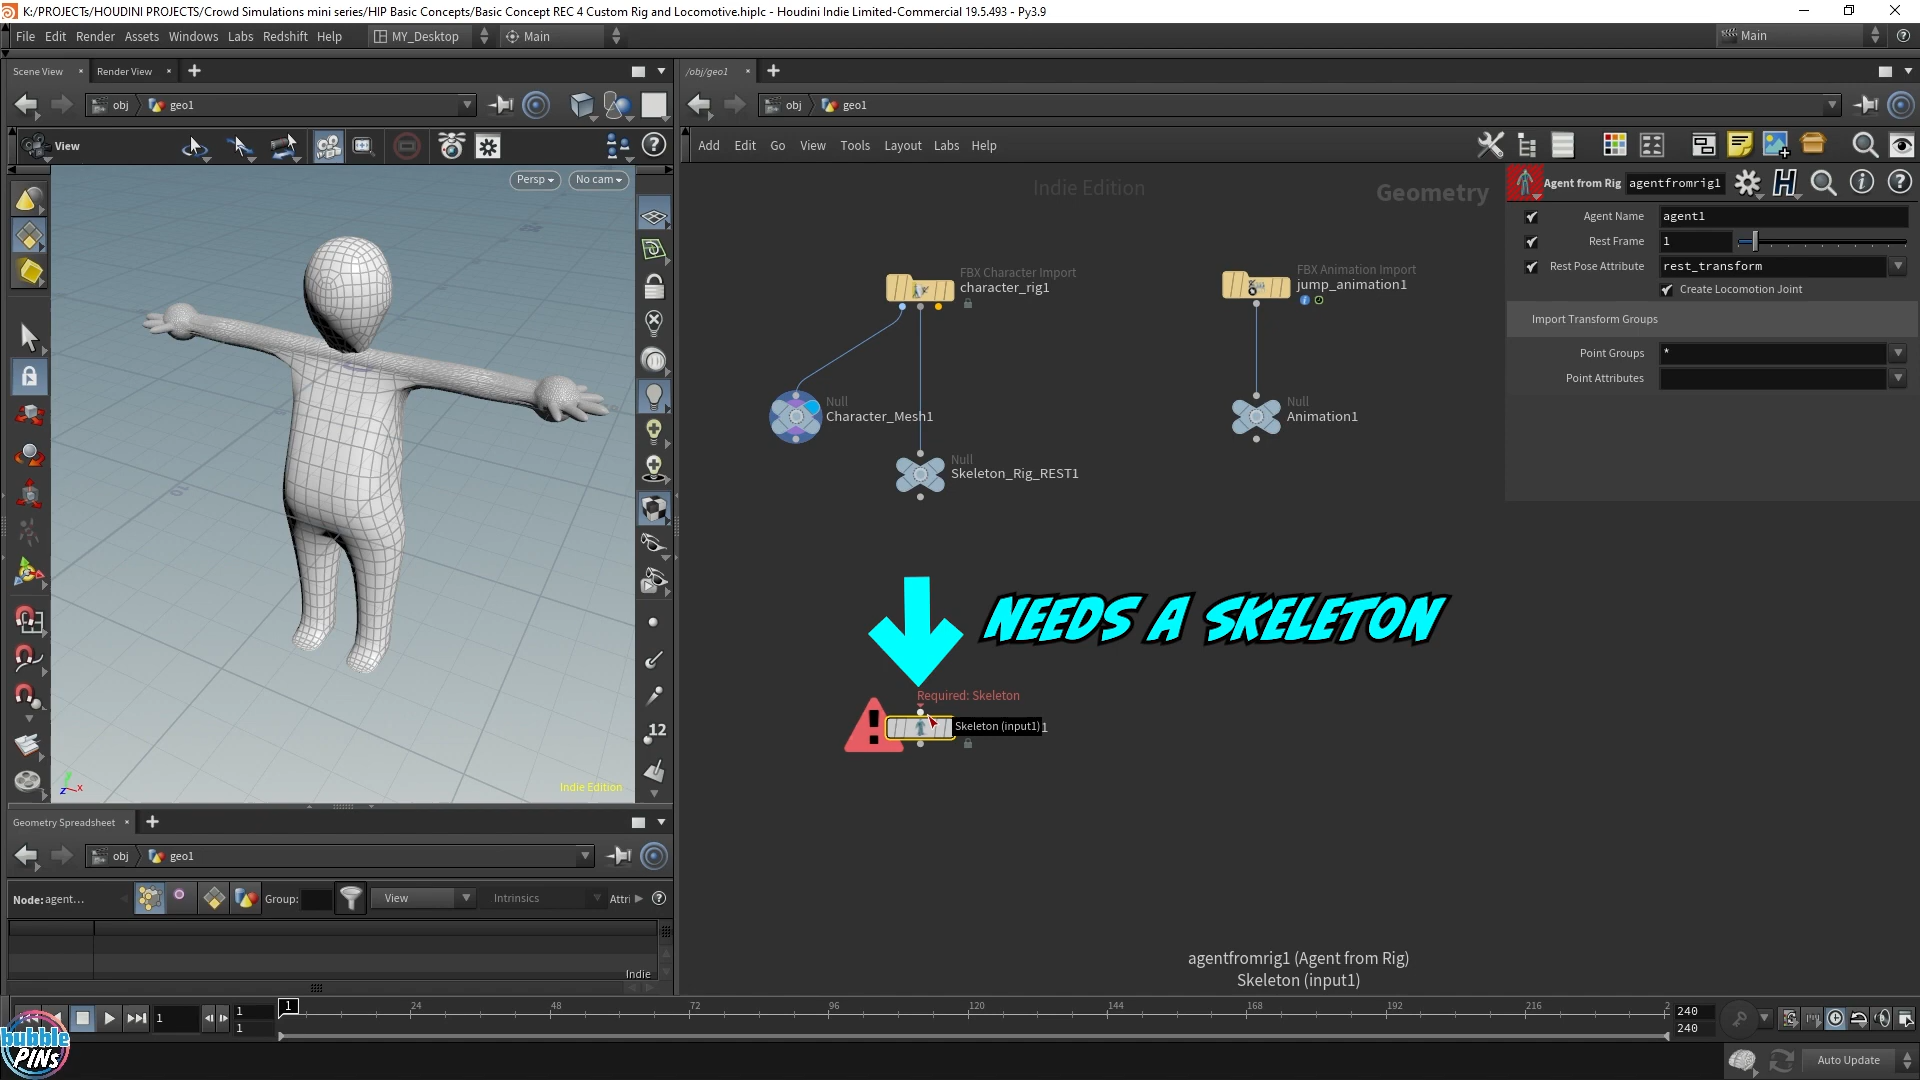 K:/PROJECTs/HOUDINI PROJECTS/Crowd Simulations mini series/HIP Basic Concepts/Basic Concept REC 4 Custom Rig and Locomotive.hiplc - Houdini Indie Limited-Commercial 19.5.493 - Py3.9
File Edit Render Assets Windows Labs Redshift Help MY_Desktop Main Main
Scene View Render View
obj geo1
View
Persp No cam
Indie Edition
12
Geometry Spreadsheet
obj geo1
Node: agent... Group: View Intrinsics Attri
Indie
/obj/geo1
obj geo1
Add Edit Go View Tools Layout Labs Help
Indie Edition
Geometry
FBX Character Import
character_rig1
FBX Animation Import
jump_animation1
Null
Character_Mesh1
Null
Animation1
Null
Skeleton_Rig_REST1
NEEDS A SKELETON
Required: Skeleton
Skeleton (input1) 1
agentfromrig1 (Agent from Rig)
Skeleton (input1)
Agent from Rig agentfromrig1
Agent Name agent1
Rest Frame 1
Rest Pose Attribute rest_transform
Create Locomotion Joint
Import Transform Groups
Point Groups *
Point Attributes
1 24 48 72 96 120 144 168 192 216 2
1 1 240
1 240
Auto Update
bubble
PINs